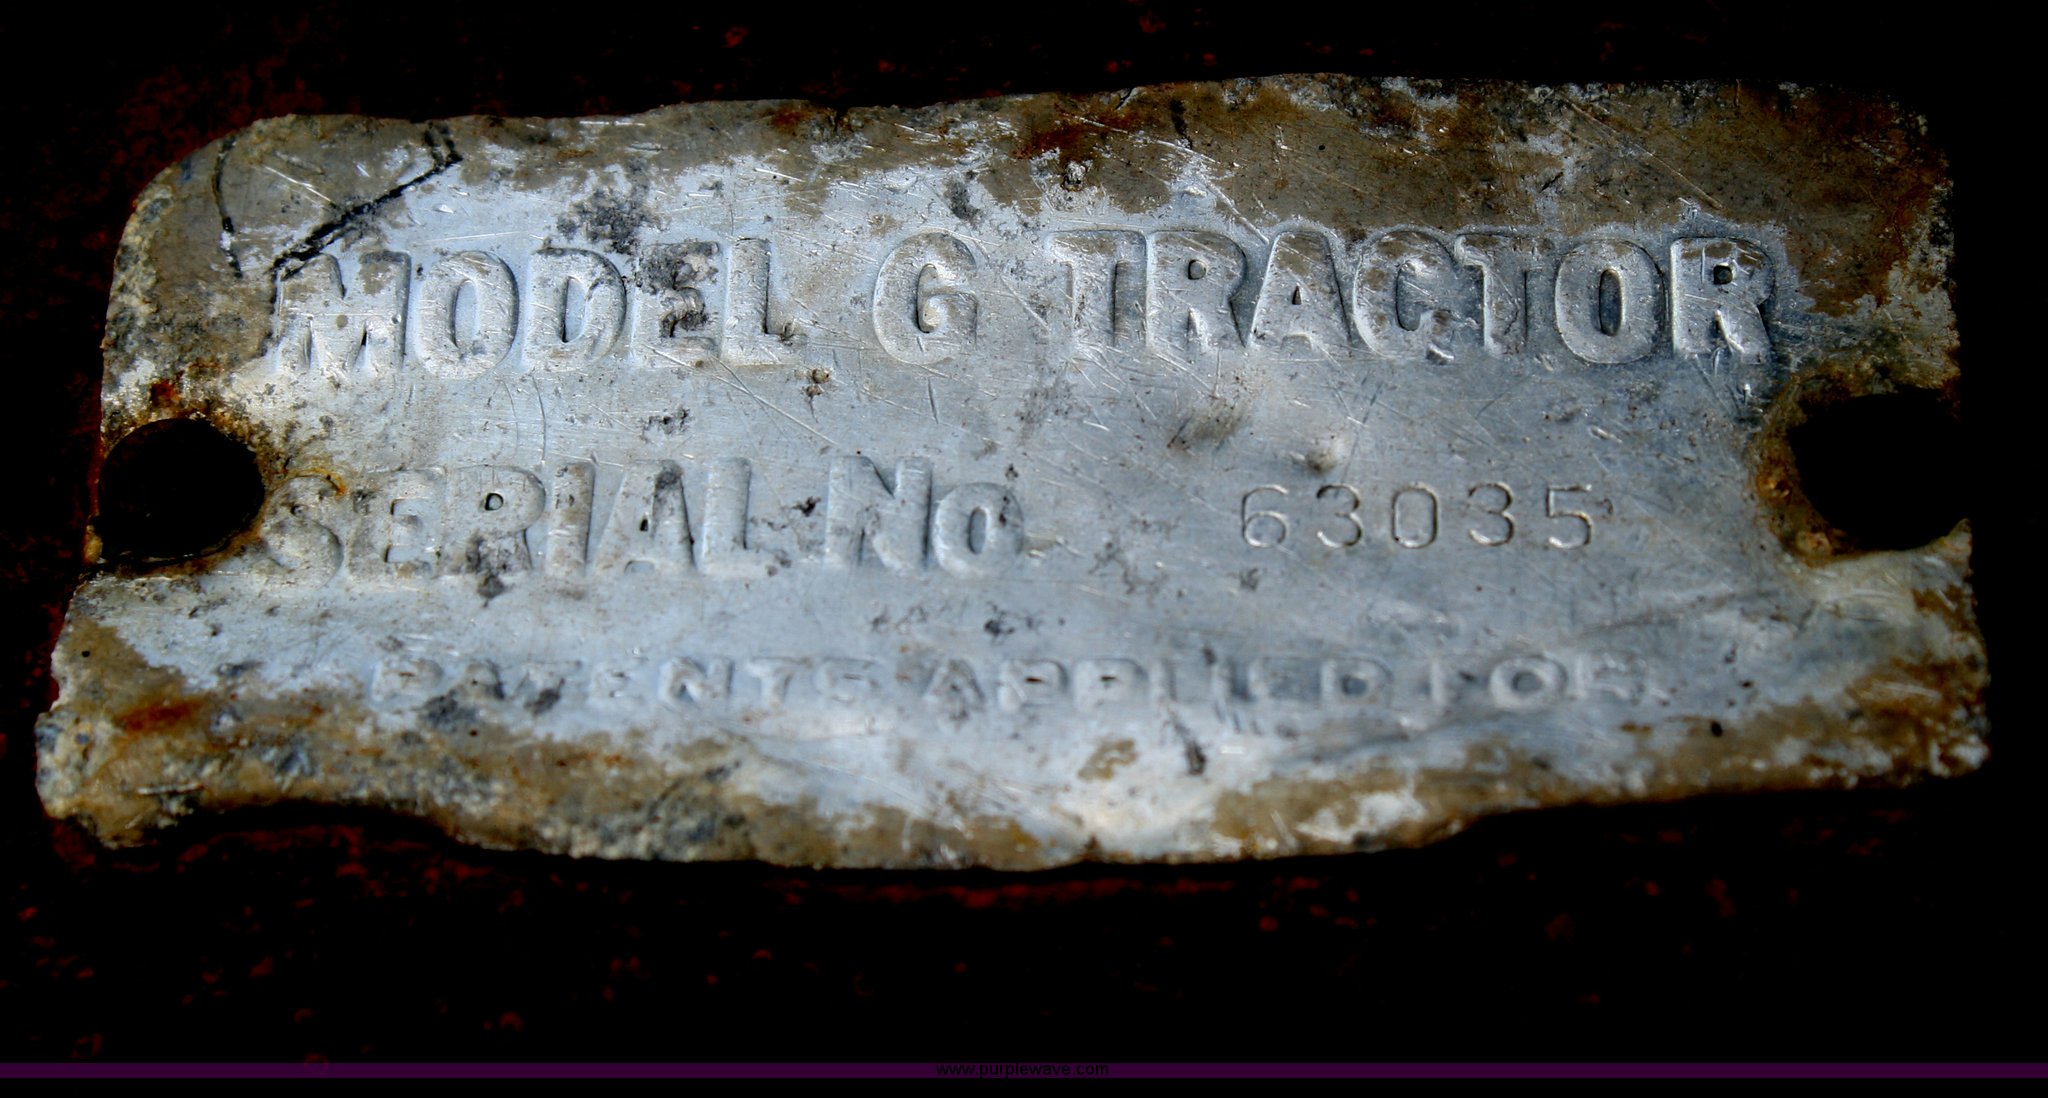 MODEL G TRACTOR
SERIAL No 63035
PATENTS APPLIED FOR
www.purplewave.com